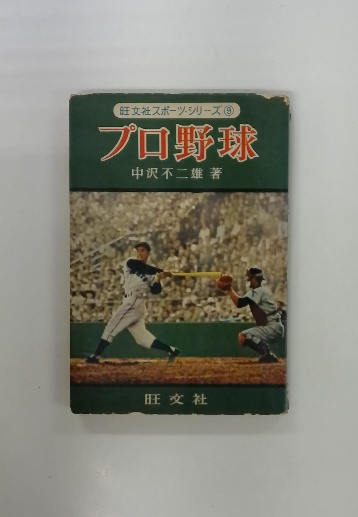 旺文社スポーツ・シリーズ⑨
プロ野球
中沢不二雄 著
旺文社